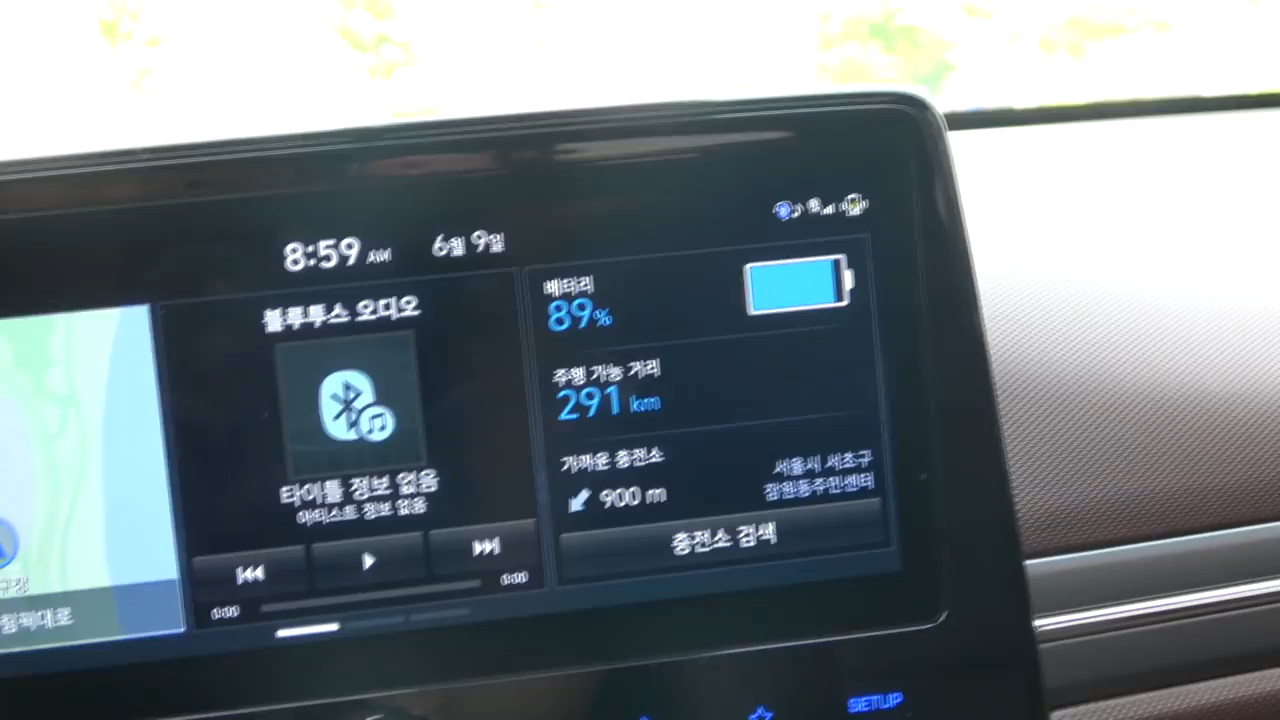 8:59 AM 6월 9일
블루투스 오디오
타이틀 정보 없음
아티스트 정보 없음
0:00 0:00
배터리
89%
주행 가능 거리
291 km
가까운 충전소
900 m
서울시 서초구
잠원동주민센터
충전소 검색
SETUP